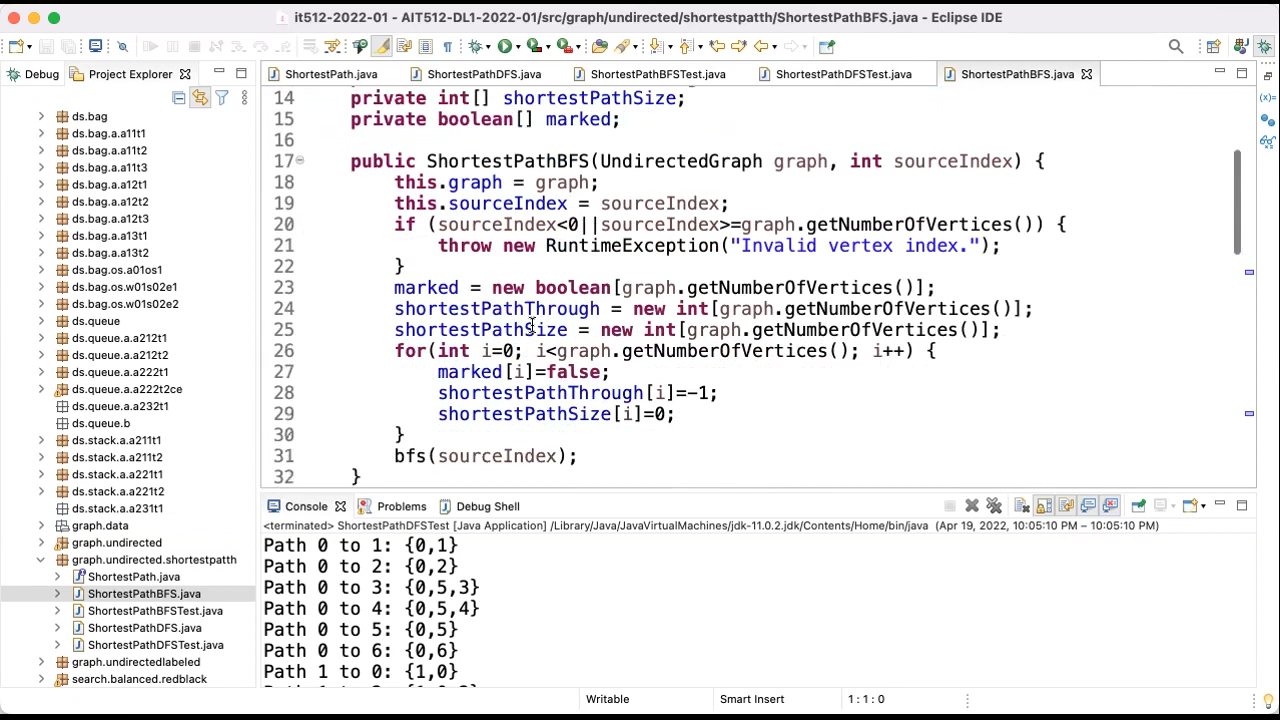 it512-2022-01 - AIT512-DL1-2022-01/src/graph/undirected/shortestpatth/ShortestPathBFS.java - Eclipse IDE
Debug
Project Explorer
ShortestPath.java
ShortestPathDFS.java
ShortestPathBFSTest.java
ShortestPathDFSTest.java
ShortestPathBFS.java
ds.bag
ds.bag.a.a11t1
ds.bag.a.a11t2
ds.bag.a.a11t3
ds.bag.a.a12t1
ds.bag.a.a12t2
ds.bag.a.a12t3
ds.bag.a.a13t1
ds.bag.a.a13t2
ds.bag.os.a01os1
ds.bag.os.w01s02e1
ds.bag.os.w01s02e2
ds.queue
ds.queue.a.a212t1
ds.queue.a.a212t2
ds.queue.a.a222t1
ds.queue.a.a222t2ce
ds.queue.a.a232t1
ds.queue.b
ds.stack.a.a211t1
ds.stack.a.a211t2
ds.stack.a.a221t1
ds.stack.a.a221t2
ds.stack.a.a231t1
graph.data
graph.undirected
graph.undirected.shortestpatth
ShortestPath.java
ShortestPathBFS.java
ShortestPathBFSTest.java
ShortestPathDFS.java
ShortestPathDFSTest.java
graph.undirectedlabeled
search.balanced.redblack
14 private int[] shortestPathSize;
15 private boolean[] marked;
16
17 public ShortestPathBFS(UndirectedGraph graph, int sourceIndex) {
18 this.graph = graph;
19 this.sourceIndex = sourceIndex;
20 if (sourceIndex<0||sourceIndex>=graph.getNumberOfVertices()) {
21 throw new RuntimeException("Invalid vertex index.");
22 }
23 marked = new boolean[graph.getNumberOfVertices()];
24 shortestPathThrough = new int[graph.getNumberOfVertices()];
25 shortestPathSize = new int[graph.getNumberOfVertices()];
26 for(int i=0; i<graph.getNumberOfVertices(); i++) {
27 marked[i]=false;
28 shortestPathThrough[i]=-1;
29 shortestPathSize[i]=0;
30 }
31 bfs(sourceIndex);
32 }
Console
Problems
Debug Shell
<terminated> ShortestPathDFSTest [Java Application] /Library/Java/JavaVirtualMachines/jdk-11.0.2.jdk/Contents/Home/bin/java (Apr 19, 2022, 10:05:10 PM – 10:05:10 PM)
Path 0 to 1: {0,1}
Path 0 to 2: {0,2}
Path 0 to 3: {0,5,3}
Path 0 to 4: {0,5,4}
Path 0 to 5: {0,5}
Path 0 to 6: {0,6}
Path 1 to 0: {1,0}
Writable
Smart Insert
1 : 1 : 0